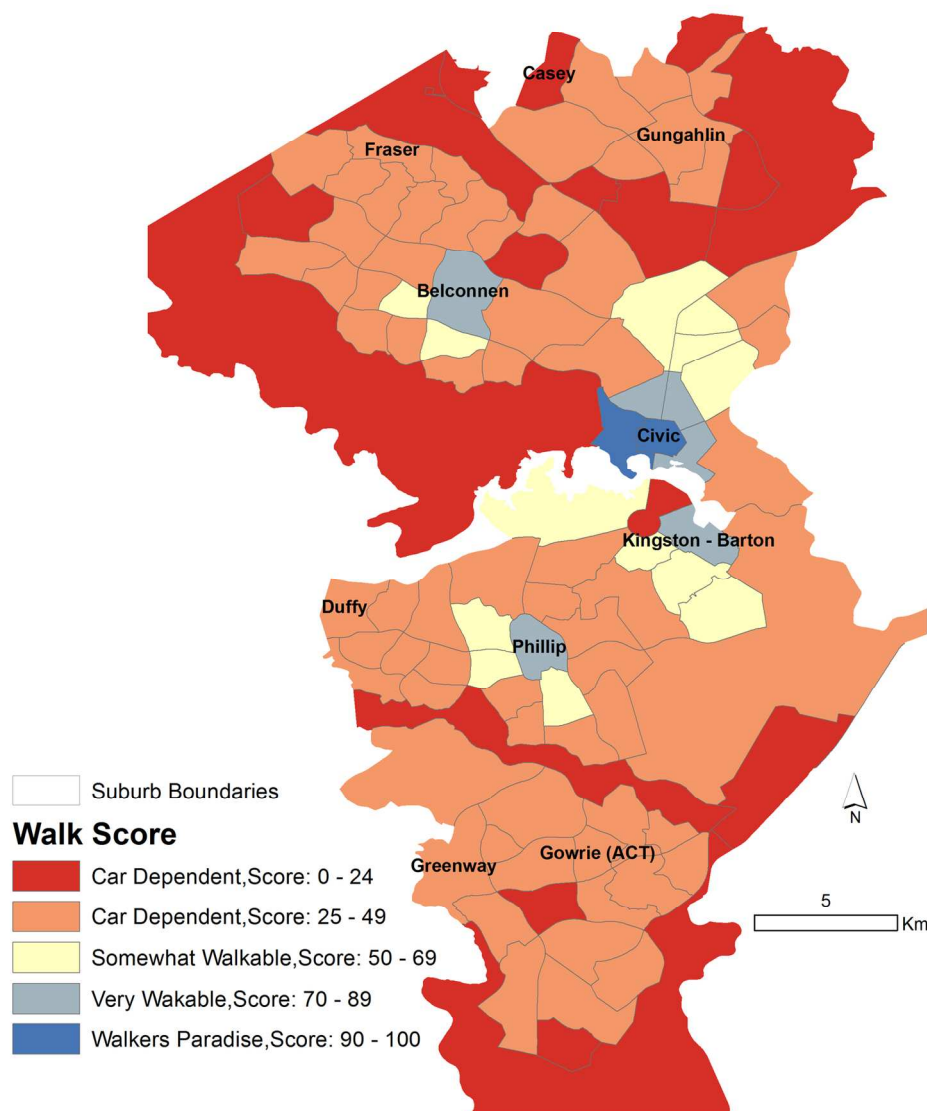 Casey
Gungahlin
Fraser
Belconnen
Civic
Kingston - Barton
Duffy
Phillip
Suburb Boundaries
N
Walk Score
Greenway
Gowrie (ACT)
Car Dependent,Score: 0 - 24
Car Dependent,Score: 25 - 49
5
Km
Somewhat Walkable,Score: 50 - 69
Very Wakable,Score: 70 - 89
Walkers Paradise,Score: 90 - 100